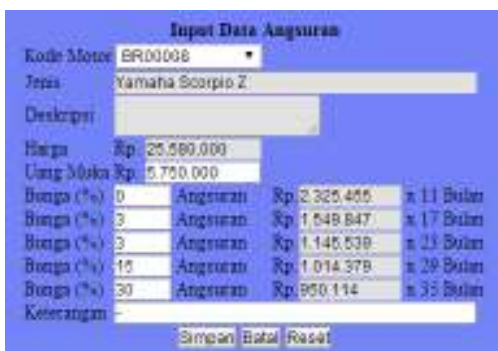 Input Data Angsuran
Kode Motor BR00008
Jenis Yamaha Scorpio Z
Deskripsi
Harga Rp. 25.580.000
Uang Muka Rp. 5.750.000
Bunga (%) 0 Angsuran Rp. 2.325.455 x 11 Bulan
Bunga (%) 3 Angsuran Rp. 1.549.847 x 17 Bulan
Bunga (%) 3 Angsuran Rp. 1.145.539 x 23 Bulan
Bunga (%) 15 Angsuran Rp. 1.014.379 x 29 Bulan
Bunga (%) 30 Angsuran Rp. 950.114 x 35 Bulan
Keterangan -
Simpan Batal Reset